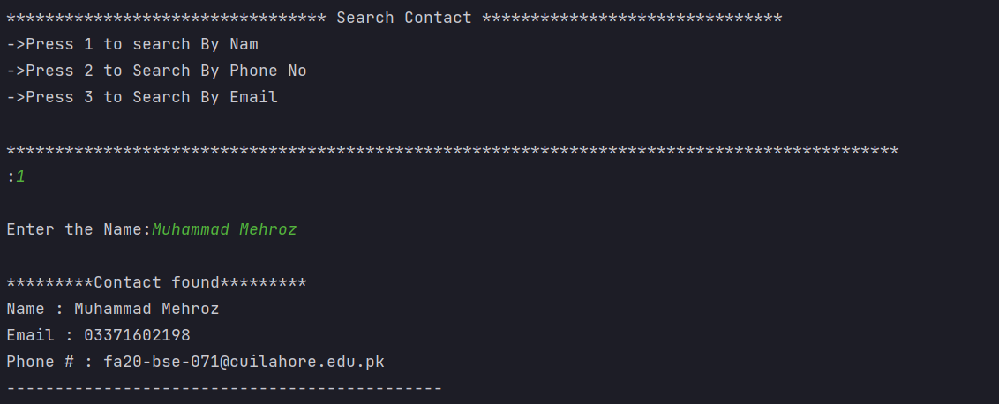 ********************************* Search Contact *******************************
->Press 1 to search By Nam
->Press 2 to Search By Phone No
->Press 3 to Search By Email
********************************************************************************************
:1
Enter the Name:Muhammad Mehroz
*********Contact found*********
Name : Muhammad Mehroz
Email : 03371602198
Phone # : fa20-bse-071@cuilahore.edu.pk
---------------------------------------------